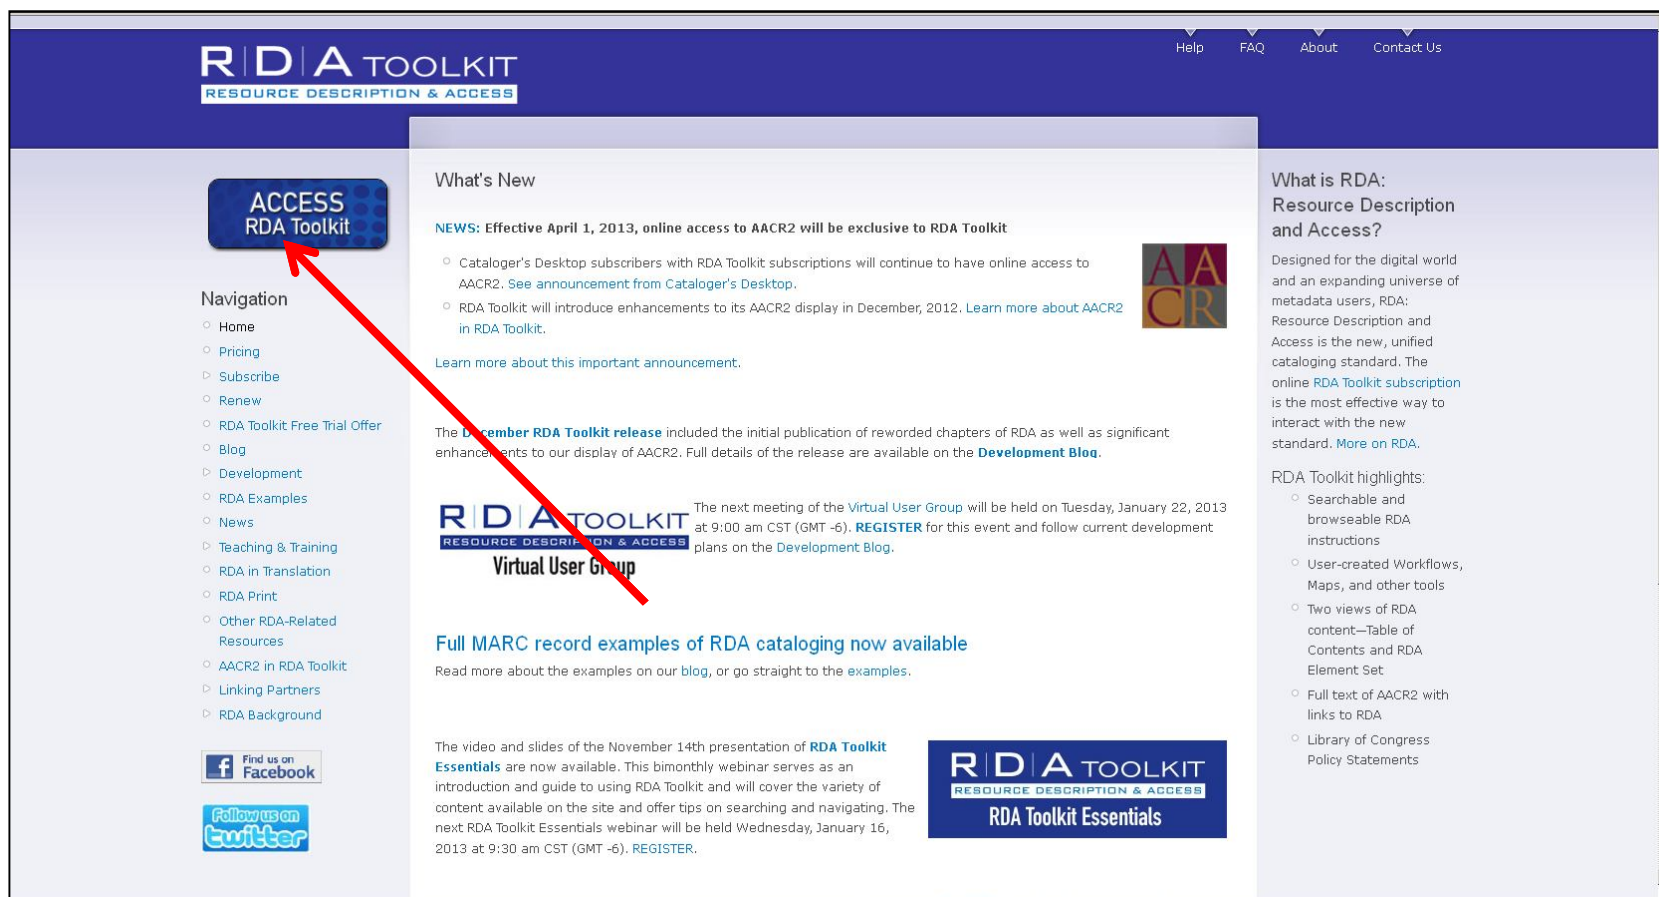 Help FAQ About Contact Us
R|D|A TOOLKIT
RESOURCE DESCRIPTION & ACCESS
ACCESS
RDA Toolkit
Navigation
Home
Pricing
Subscribe
Renew
RDA Toolkit Free Trial Offer
Blog
Development
RDA Examples
News
Teaching & Training
RDA in Translation
RDA Print
Other RDA-Related
Resources
AACR2 in RDA Toolkit
Linking Partners
RDA Background
Find us on
Facebook
Follow us on
twitter
What's New
NEWS: Effective April 1, 2013, online access to AACR2 will be exclusive to RDA Toolkit
Cataloger's Desktop subscribers with RDA Toolkit subscriptions will continue to have online access to
AACR2. See announcement from Cataloger's Desktop.
RDA Toolkit will introduce enhancements to its AACR2 display in December, 2012. Learn more about AACR2
in RDA Toolkit.
AA
CR
Learn more about this important announcement.
The December RDA Toolkit release included the initial publication of reworded chapters of RDA as well as significant
enhancements to our display of AACR2. Full details of the release are available on the Development Blog.
R|D|A TOOLKIT
RESOURCE DESCRIPTION & ACCESS
Virtual User Group
The next meeting of the Virtual User Group will be held on Tuesday, January 22, 2013
at 9:00 am CST (GMT -6). REGISTER for this event and follow current development
plans on the Development Blog.
Full MARC record examples of RDA cataloging now available
Read more about the examples on our blog, or go straight to the examples.
The video and slides of the November 14th presentation of RDA Toolkit
Essentials are now available. This bimonthly webinar serves as an
introduction and guide to using RDA Toolkit and will cover the variety of
content available on the site and offer tips on searching and navigating. The
next RDA Toolkit Essentials webinar will be held Wednesday, January 16,
2013 at 9:30 am CST (GMT -6). REGISTER.
R|D|A TOOLKIT
RESOURCE DESCRIPTION & ACCESS
RDA Toolkit Essentials
What is RDA:
Resource Description
and Access?
Designed for the digital world
and an expanding universe of
metadata users, RDA:
Resource Description and
Access is the new, unified
cataloging standard. The
online RDA Toolkit subscription
is the most effective way to
interact with the new
standard. More on RDA.
RDA Toolkit highlights:
Searchable and
browseable RDA
instructions
User-created Workflows,
Maps, and other tools
Two views of RDA
content—Table of
Contents and RDA
Element Set
Full text of AACR2 with
links to RDA
Library of Congress
Policy Statements